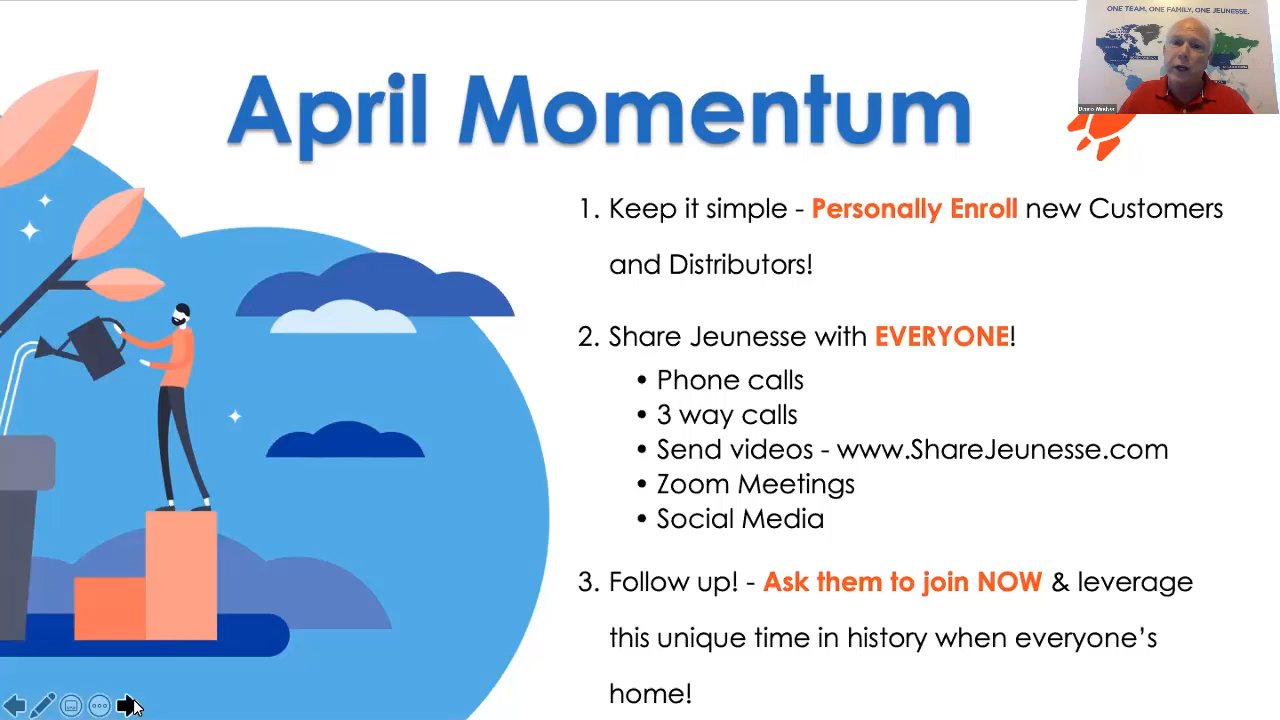 ONE TEAM, ONE FAMILY, ONE JEUNESSE.
Dennis Windsor
April Momentum
1. Keep it simple - Personally Enroll new Customers
and Distributors!
2. Share Jeunesse with EVERYONE!
• Phone calls
• 3 way calls
• Send videos - www.ShareJeunesse.com
• Zoom Meetings
• Social Media
3. Follow up! - Ask them to join NOW & leverage
this unique time in history when everyone’s
home!